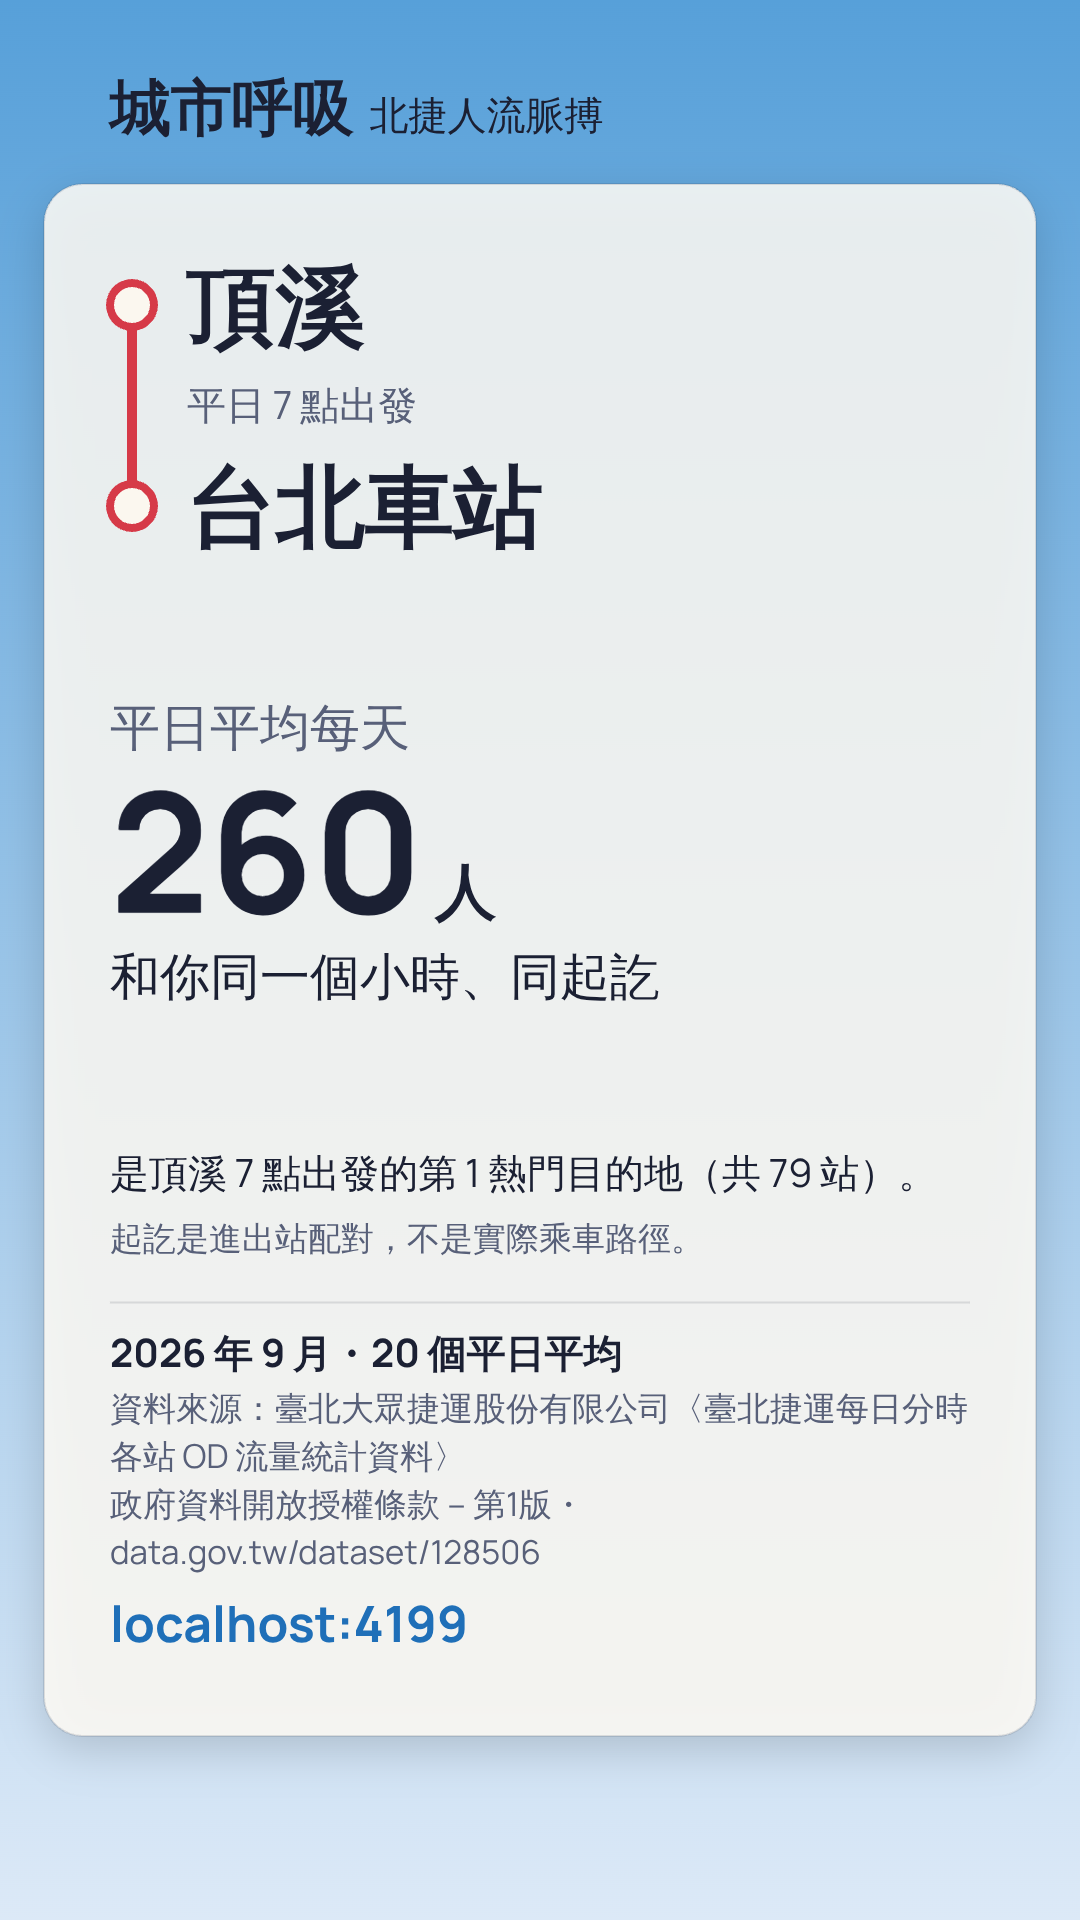 城市呼吸 北捷人流脈搏
頂溪
平日 7 點出發
台北車站
平日平均每天
260 人
和你同一個小時、同起訖
是頂溪 7 點出發的第 1 熱門目的地（共 79 站）。
起訖是進出站配對，不是實際乘車路徑。
2026 年 9 月・20 個平日平均
資料來源：臺北大眾捷運股份有限公司〈臺北捷運每日分時
各站 OD 流量統計資料〉
政府資料開放授權條款 – 第1版・
data.gov.tw/dataset/128506
localhost:4199